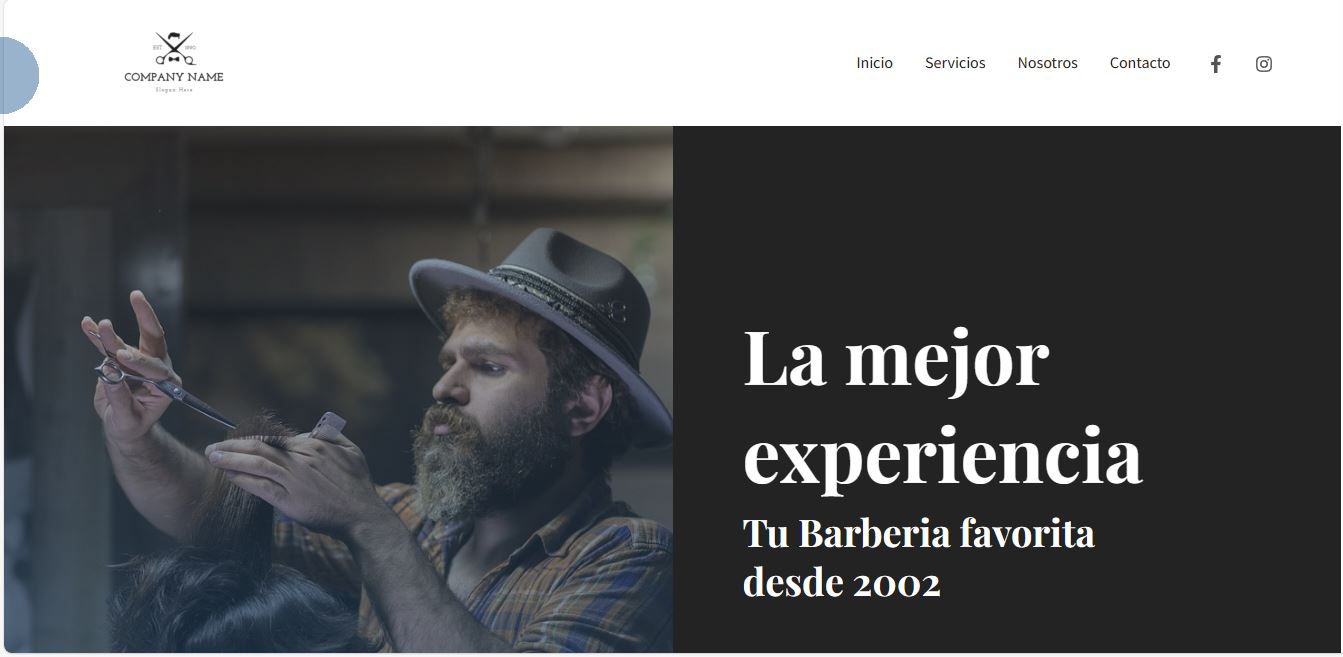 EST 1990
COMPANY NAME
Slogan Here
Inicio Servicios Nosotros Contacto
La mejor
experiencia
Tu Barberia favorita
desde 2002